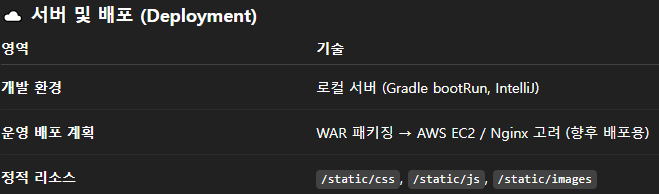 서버 및 배포 (Deployment)
영역 기술
개발 환경 로컬 서버 (Gradle bootRun, IntelliJ)
운영 배포 계획 WAR 패키징 → AWS EC2 / Nginx 고려 (향후 배포용)
정적 리소스 /static/css, /static/js, /static/images